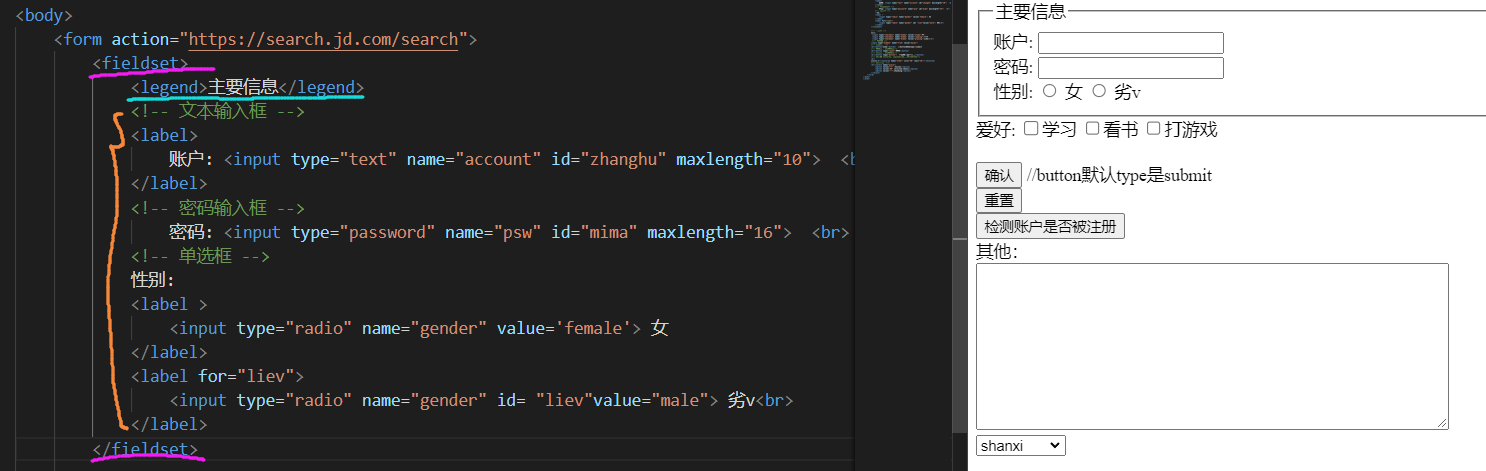 <body>
<form action="https://search.jd.com/search">
<fieldset>
<legend>主要信息</legend>
<!-- 文本输入框 -->
<label>
账户: <input type="text" name="account" id="zhanghu" maxlength="10">  <b
</label>
<!-- 密码输入框 -->
密码: <input type="password" name="psw" id="mima" maxlength="16">  <br>
<!-- 单选框 -->
性别:
<label >
<input type="radio" name="gender" value='female'> 女
</label>
<label for="liev">
<input type="radio" name="gender" id= "liev"value="male"> 劣v<br>
</label>
</fieldset>
主要信息
账户:
密码:
性别: 女 劣v
爱好: 学习 看书 打游戏
确认 //button默认type是submit
重置
检测账户是否被注册
其他:
shanxi